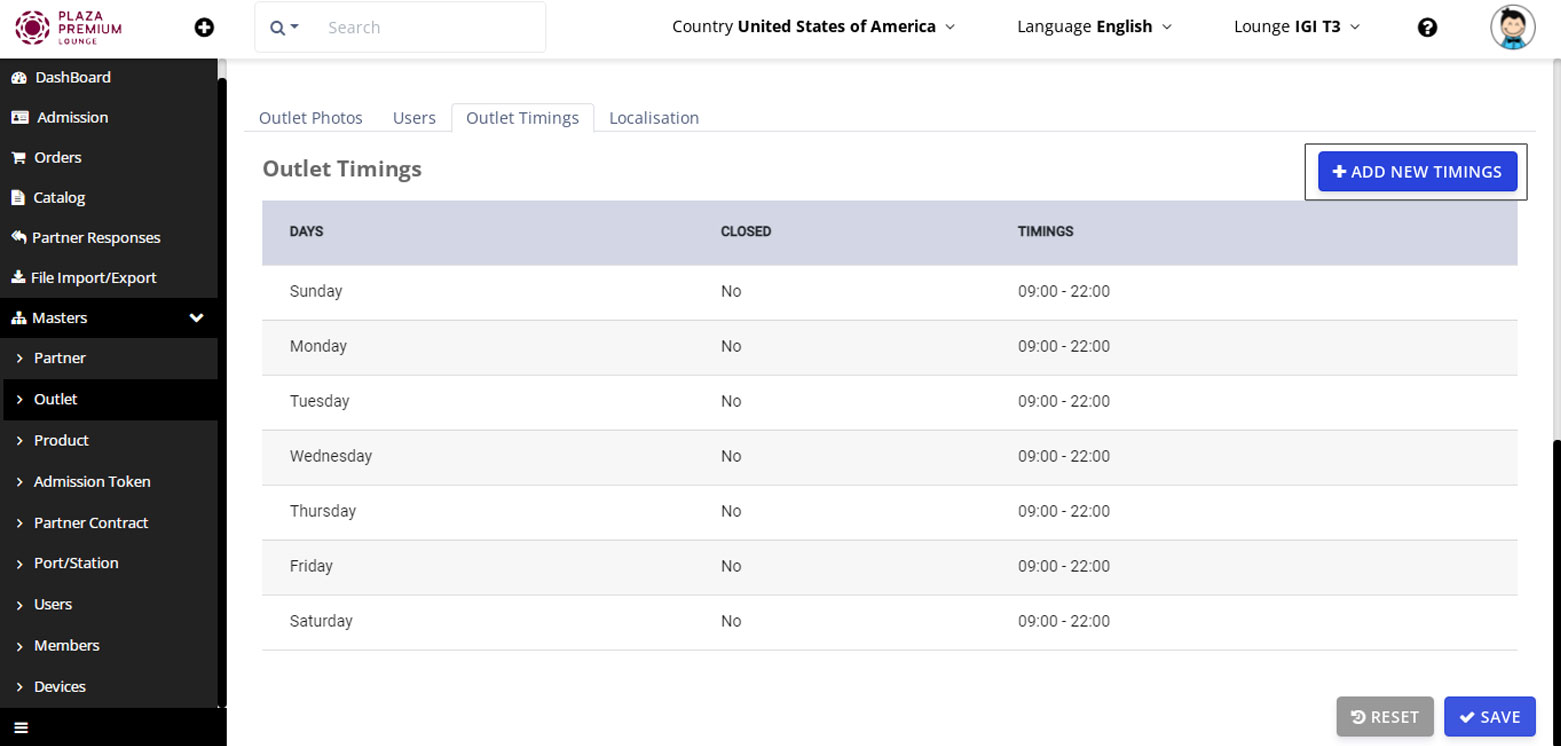 PLAZA
PREMIUM
LOUNGE
Search
Country United States of America
Language English
Lounge IGI T3
DashBoard
Admission
Orders
Catalog
Partner Responses
File Import/Export
Masters
Partner
Outlet
Product
Admission Token
Partner Contract
Port/Station
Users
Members
Devices
Outlet Photos Users Outlet Timings Localisation
Outlet Timings
ADD NEW TIMINGS
DAYS CLOSED TIMINGS
Sunday No 09:00 - 22:00
Monday No 09:00 - 22:00
Tuesday No 09:00 - 22:00
Wednesday No 09:00 - 22:00
Thursday No 09:00 - 22:00
Friday No 09:00 - 22:00
Saturday No 09:00 - 22:00
RESET SAVE